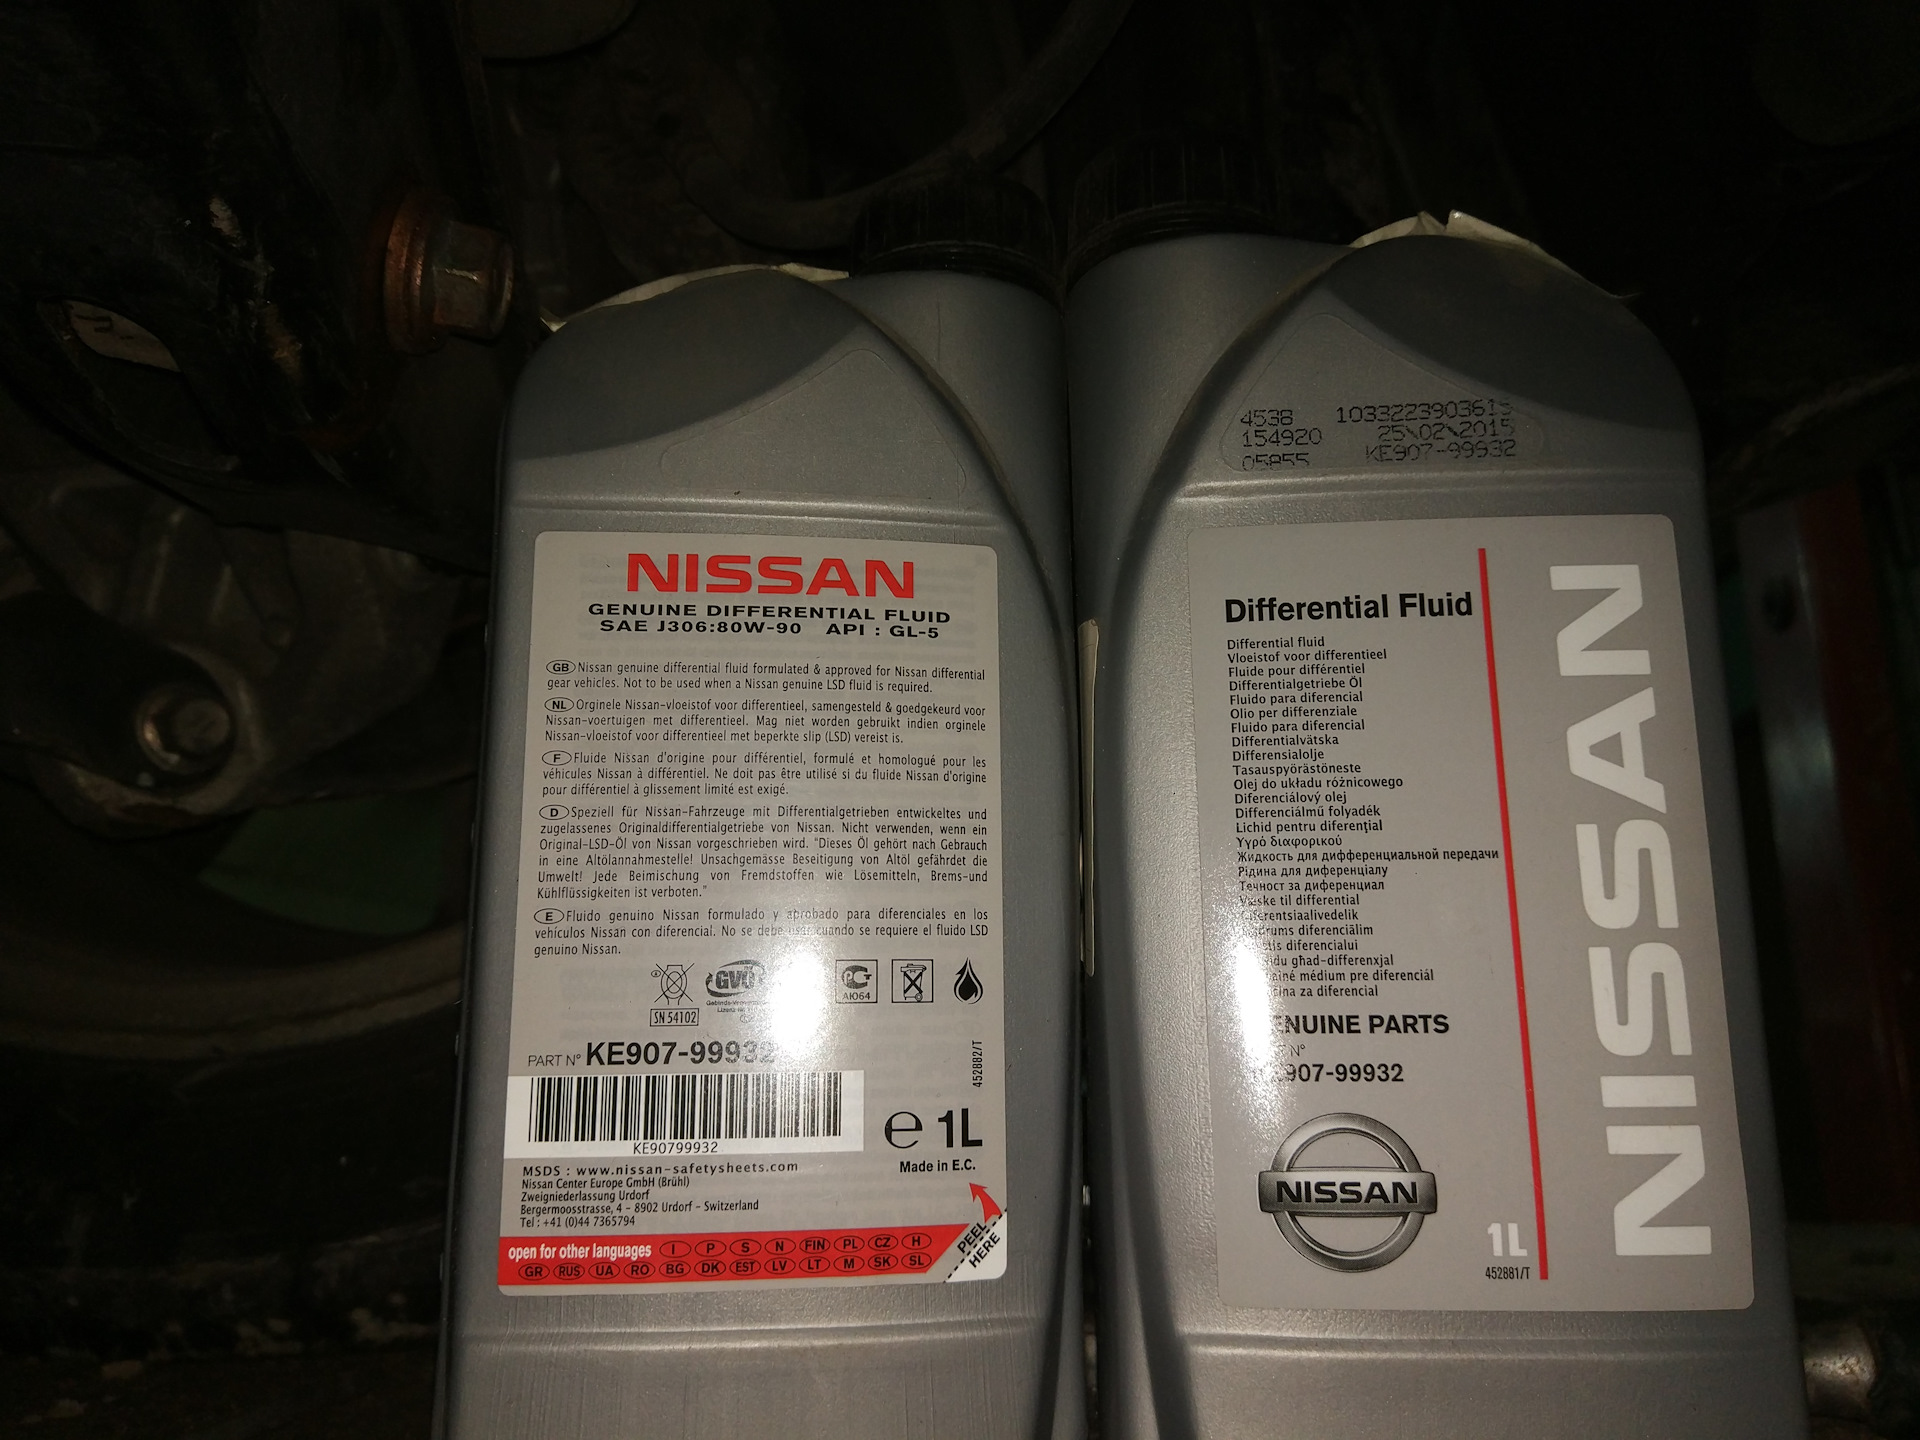 NISSAN
GENUINE DIFFERENTIAL FLUID
SAE J306:80W-90 API : GL-5
GB Nissan genuine differential fluid formulated & approved for Nissan differential
gear vehicles. Not to be used when a Nissan genuine LSD fluid is required.
NL Orginele Nissan-vloeistof voor differentieel, samengesteld & goedgekeurd voor
Nissan-voertuigen met differentieel. Mag niet worden gebruikt indien orginele
Nissan-vloeistof voor differentieel met beperkte slip (LSD) vereist is.
F Fluide Nissan d'origine pour différentiel, formulé et homologué pour les
véhicules Nissan à différentiel. Ne doit pas être utilisé si du fluide Nissan d'origine
pour différentiel à glissement limité est exigé.
D Speziell für Nissan-Fahrzeuge mit Differentialgetrieben entwickeltes und
zugelassenes Originaldifferentialgetriebe von Nissan. Nicht verwenden, wenn ein
Original-LSD-Öl von Nissan vorgeschrieben wird. "Dieses Öl gehört nach Gebrauch
in eine Altölannahmestelle! Unsachgemässe Beseitigung von Altöl gefährdet die
Umwelt! Jede Beimischung von Fremdstoffen wie Lösemitteln, Brems-und
Kühlflüssigkeiten ist verboten."
E Fluido genuino Nissan formulado y aprobado para diferenciales en los
vehículos Nissan con diferencial. No se debe usar cuando se requiere el fluido LSD
genuino Nissan.
SN 54102
GVÖ
PC
AЮ64
PART N° KE907-99932
452882/T
KE90799932
e 1L
Made in E.C.
MSDS : www.nissan-safetysheets.com
Nissan Center Europe GmbH (Brühl)
Zweigniederlassung Urdorf
Bergermoosstrasse, 4 - 8902 Urdorf - Switzerland
Tel : +41 (0)44 7365794
open for other languages I P S N FIN PL CZ H
GR RUS UA RO BG DK EST LV LT M SK SL
PEEL
HERE
4538 103322390361
154920 25\02\2015
05855 KE907-99932
Differential Fluid
Differential fluid
Vloeistof voor differentieel
Fluide pour différentiel
Differentialgetriebe Öl
Fluido para diferencial
Olio per differenziale
Fluido para diferencial
Differentialvätska
Differensialolje
Tasauspyörästöneste
Olej do układu różnicowego
Diferenciálový olej
Differenciálmű folyadék
Lichid pentru diferenţial
Υγρό διαφορικού
Жидкость для дифференциальной передачи
Рідина для диференціалу
Течност за диференциал
Væske til differential
diferenciālim
diferencialui
għad-differenxjal
médium pre diferenciál
za diferencial
PARTS
N°
907-99932
NISSAN
1L
452881/T
NISSAN